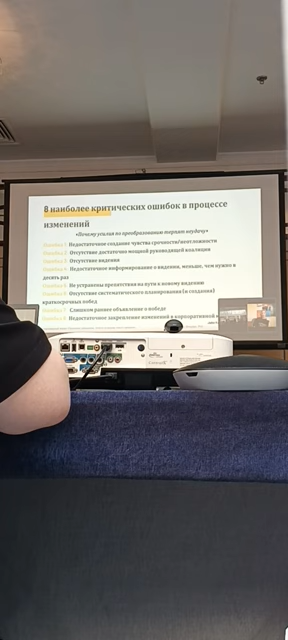 8 наиболее критических ошибок в процессе
изменений
«Почему усилия по преобразованию терпят неудачу»
Ошибка 1: Недостаточное создание чувства срочности/неотложности
Ошибка 2: Отсутствие достаточно мощной руководящей коалиции
Ошибка 3: Отсутствие видения
Ошибка 4: Недостаточное информирование о видении, меньше, чем нужно в
десять раз
Ошибка 5: Не устранены препятствия на пути к новому видению
Ошибка 6: Отсутствие систематического планирования (и создания)
краткосрочных побед
Ошибка 7: Слишком раннее объявление о победе
Ошибка 8: Недостаточное закрепление изменений в корпоративной